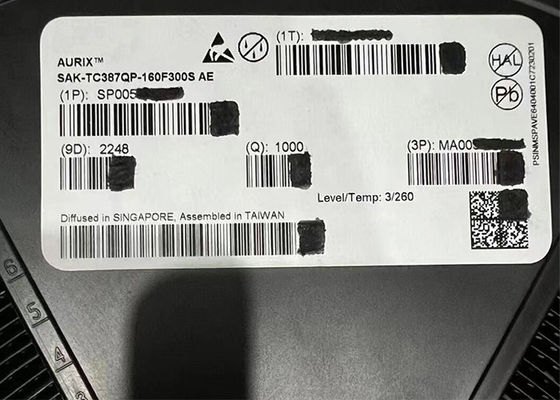 AURIX™
SAK-TC387QP-160F300S AE
(1T):
(1P): SP005
(9D): 2248
(Q): 1000
(3P): MA00
Level/Temp: 3/260
Diffused in SINGAPORE, Assembled in TAIWAN
HAL
Pb
PSINMSPAVE6404001C7230201
6
5
4